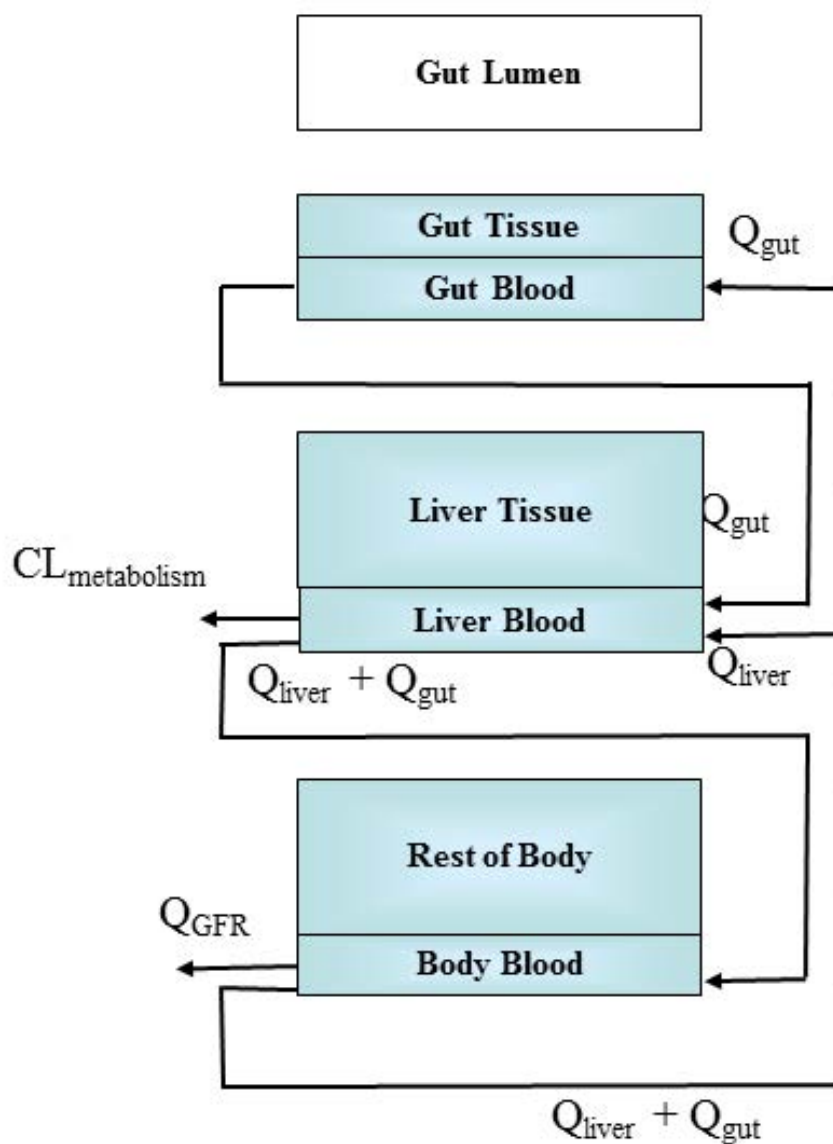 Gut Lumen
Gut Tissue
Q_gut
Gut Blood
Liver Tissue
Q_gut
CL_metabolism
Liver Blood
Q_liver + Q_gut
Q_liver
Rest of Body
Q_GFR
Body Blood
Q_liver + Q_gut